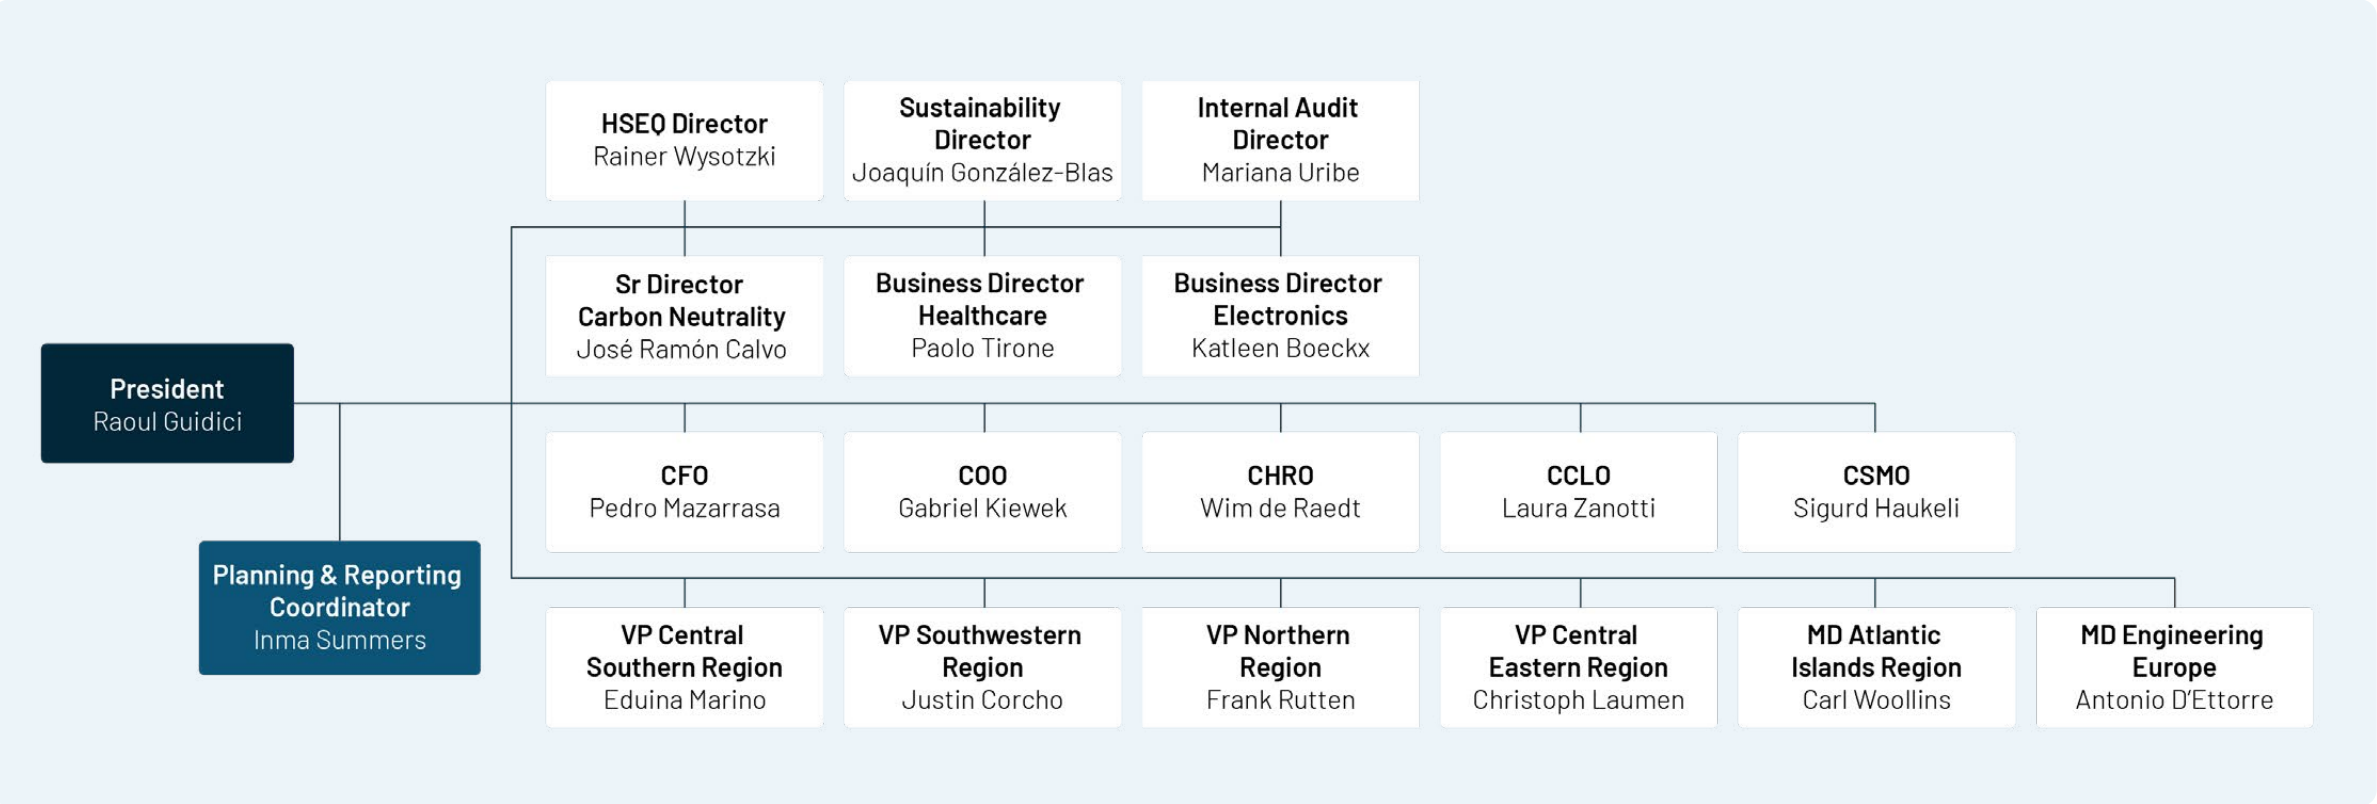 HSEQ Director
Rainer Wysotzki
Sustainability
Director
Joaquín González-Blas
Internal Audit
Director
Mariana Uribe
Sr Director
Carbon Neutrality
José Ramón Calvo
Business Director
Healthcare
Paolo Tirone
Business Director
Electronics
Katleen Boeckx
President
Raoul Guidici
CFO
Pedro Mazarrasa
COO
Gabriel Kiewek
CHRO
Wim de Raedt
CCLO
Laura Zanotti
CSMO
Sigurd Haukeli
Planning & Reporting
Coordinator
Inma Summers
VP Central
Southern Region
Eduina Marino
VP Southwestern
Region
Justin Corcho
VP Northern
Region
Frank Rutten
VP Central
Eastern Region
Christoph Laumen
MD Atlantic
Islands Region
Carl Woollins
MD Engineering
Europe
Antonio D'Ettorre